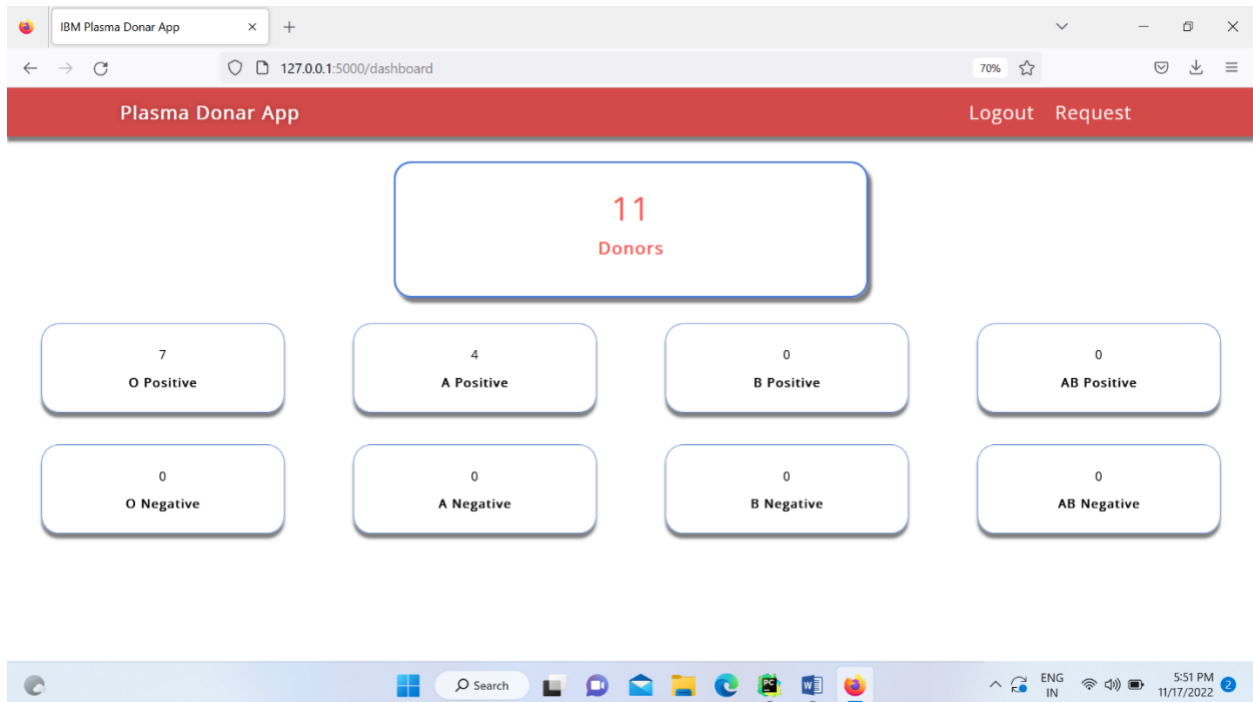 IBM Plasma Donar App
127.0.0.1:5000/dashboard
70%
Plasma Donar App
Logout Request
11
Donors
7
O Positive
4
A Positive
0
B Positive
0
AB Positive
0
O Negative
0
A Negative
0
B Negative
0
AB Negative
Search
PC
W
ENG
IN
5:51 PM
11/17/2022
2